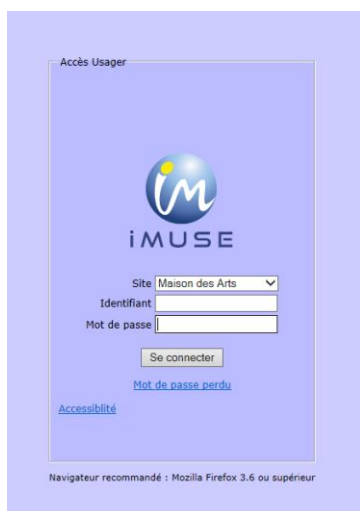 Accès Usager
im
iMUSE
Site Maison des Arts
Identifiant
Mot de passe
Se connecter
Mot de passe perdu
Accessiblité
Navigateur recommandé : Mozilla Firefox 3.6 ou supérieur